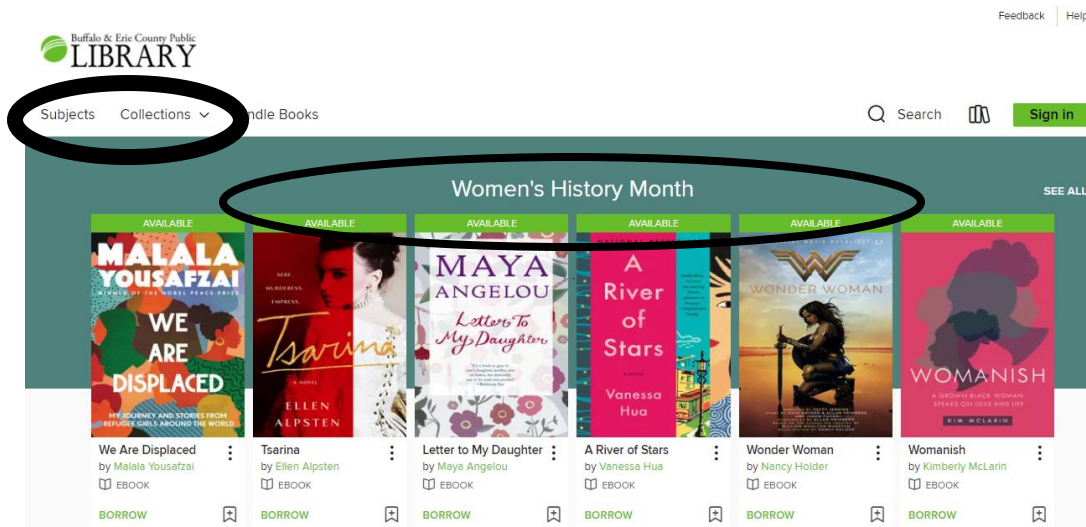 Feedback Help
Buffalo & Erie County Public
LIBRARY
Subjects Collections ndle Books Search Sign in
Women's History Month
SEE ALL
AVAILABLE AVAILABLE AVAILABLE AVAILABLE AVAILABLE AVAILABLE
MALALA
YOUSAFZAI
WINNER OF THE NOBEL PEACE PRIZE
WE
ARE
DISPLACED
MY JOURNEY AND STORIES FROM
REFUGEE GIRLS AROUND THE WORLD
SERF.
MURDERESS.
EMPRESS.
Tsarina
A NOVEL
ELLEN
ALPSTEN
MAYA
ANGELOU
Letter To
My Daughter
A
River
of
Stars
A NOVEL
Vanessa
Hua
WONDER WOMAN
WOMANISH
A GROWN BLACK WOMAN
SPEAKS ON LOVE AND LIFE
KIM MCLARIN
We Are Displaced Tsarina Letter to My Daughter A River of Stars Wonder Woman Womanish
by Malala Yousafzai by Ellen Alpsten by Maya Angelou by Vanessa Hua by Nancy Holder by Kimberly McLarin
EBOOK EBOOK EBOOK EBOOK EBOOK EBOOK
BORROW BORROW BORROW BORROW BORROW BORROW